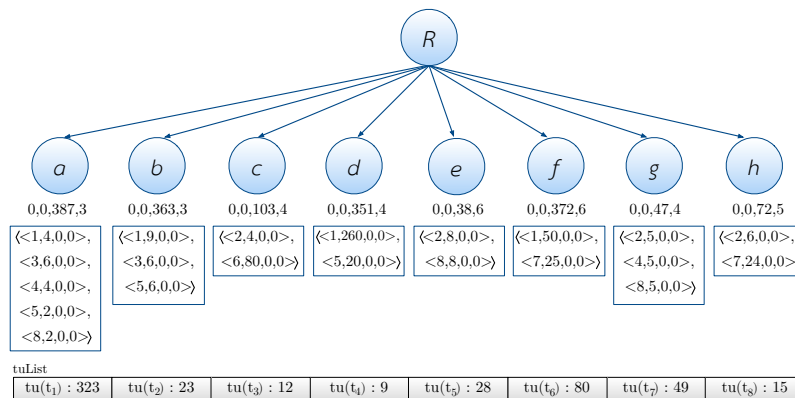 R
a b c d e f g h
0,0,387,3 0,0,363,3 0,0,103,4 0,0,351,4 0,0,38,6 0,0,372,6 0,0,47,4 0,0,72,5
⟨<1,4,0,0>, ⟨<1,9,0,0>, ⟨<2,4,0,0>, ⟨<1,260,0,0>, ⟨<2,8,0,0>, ⟨<1,50,0,0>, ⟨<2,5,0,0>, ⟨<2,6,0,0>,
<3,6,0,0>, <3,6,0,0>, <6,80,0,0>⟩ <5,20,0,0>⟩ <8,8,0,0>⟩ <7,25,0,0>⟩ <4,5,0,0>, <7,24,0,0>⟩
<4,4,0,0>, <5,6,0,0>⟩ <8,5,0,0>⟩
<5,2,0,0>,
<8,2,0,0>⟩
tuList
tu(t₁) : 323 tu(t₂) : 23 tu(t₃) : 12 tu(t₄) : 9 tu(t₅) : 28 tu(t₆) : 80 tu(t₇) : 49 tu(t₈) : 15